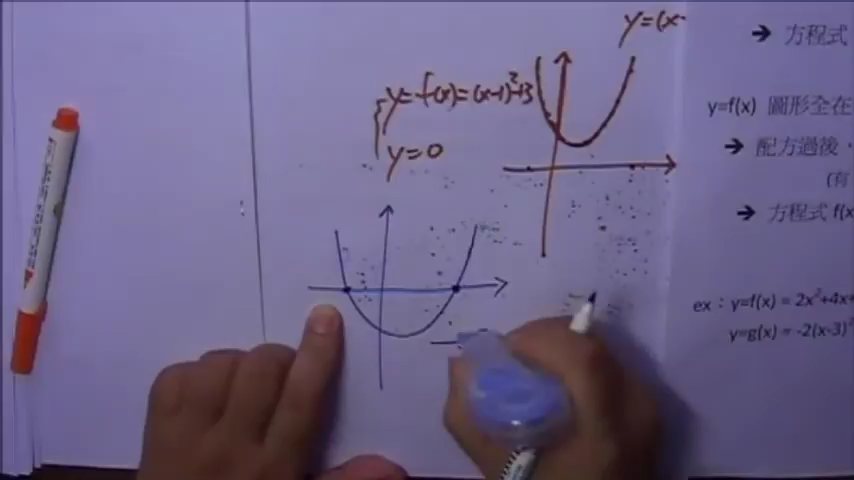 y=(x-
y=f(x)=(x-1)²+3
y=0
➔ 方程式
y=f(x) 圖形全在
➔ 配方過後，
(有
➔ 方程式 f(x
ex：y=f(x) = 2x²+4x+
y=g(x) = -2(x-3)²